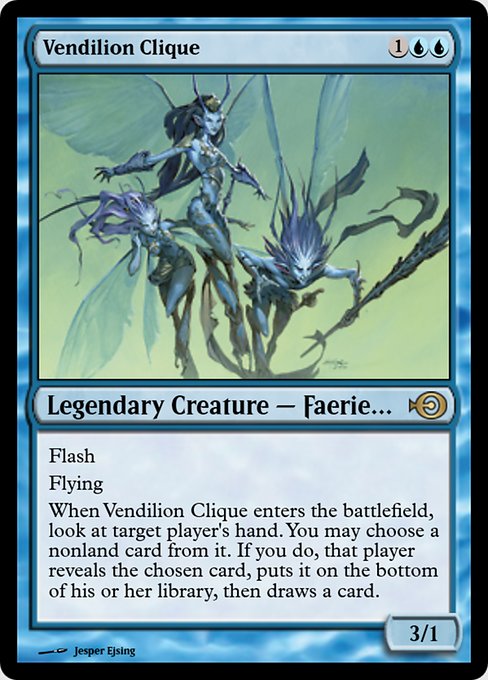 Vendilion Clique 1
Legendary Creature — Faerie...
Flash
Flying
When Vendilion Clique enters the battlefield,
look at target player's hand. You may choose a
nonland card from it. If you do, that player
reveals the chosen card, puts it on the bottom
of his or her library, then draws a card.
3/1
Jesper Ejsing